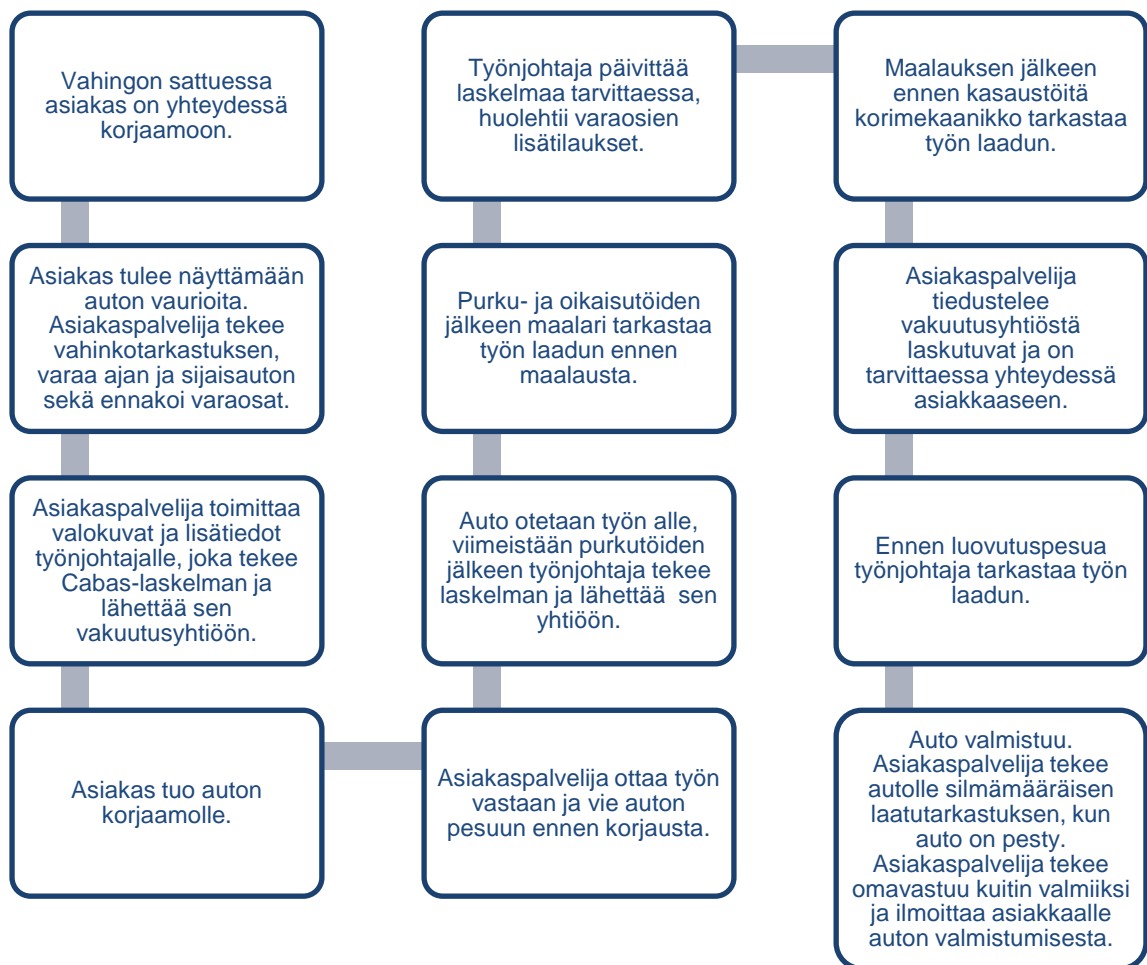 Vahingon sattuessa
asiakas on yhteydessä
korjaamoon.
Asiakas tulee näyttämään
auton vaurioita.
Asiakaspalvelija tekee
vahinkotarkastuksen,
varaa ajan ja sijaisauton
sekä ennakoi varaosat.
Asiakaspalvelija toimittaa
valokuvat ja lisätiedot
työnjohtajalle, joka tekee
Cabas-laskelman ja
lähettää sen
vakuutusyhtiöön.
Asiakas tuo auton
korjaamolle.
Asiakaspalvelija ottaa työn
vastaan ja vie auton
pesuun ennen korjausta.
Auto otetaan työn alle,
viimeistään purkutöiden
jälkeen työnjohtaja tekee
laskelman ja lähettää  sen
yhtiöön.
Purku- ja oikaisutöiden
jälkeen maalari tarkastaa
työn laadun ennen
maalausta.
Työnjohtaja päivittää
laskelmaa tarvittaessa,
huolehtii varaosien
lisätilaukset.
Maalauksen jälkeen
ennen kasaustöitä
korimekaanikko tarkastaa
työn laadun.
Asiakaspalvelija
tiedustelee
vakuutusyhtiöstä
laskutuvat ja on
tarvittaessa yhteydessä
asiakkaaseen.
Ennen luovutuspesua
työnjohtaja tarkastaa työn
laadun.
Auto valmistuu.
Asiakaspalvelija tekee
autolle silmämääräisen
laatutarkastuksen, kun
auto on pesty.
Asiakaspalvelija tekee
omavastuu kuitin valmiiksi
ja ilmoittaa asiakkaalle
auton valmistumisesta.